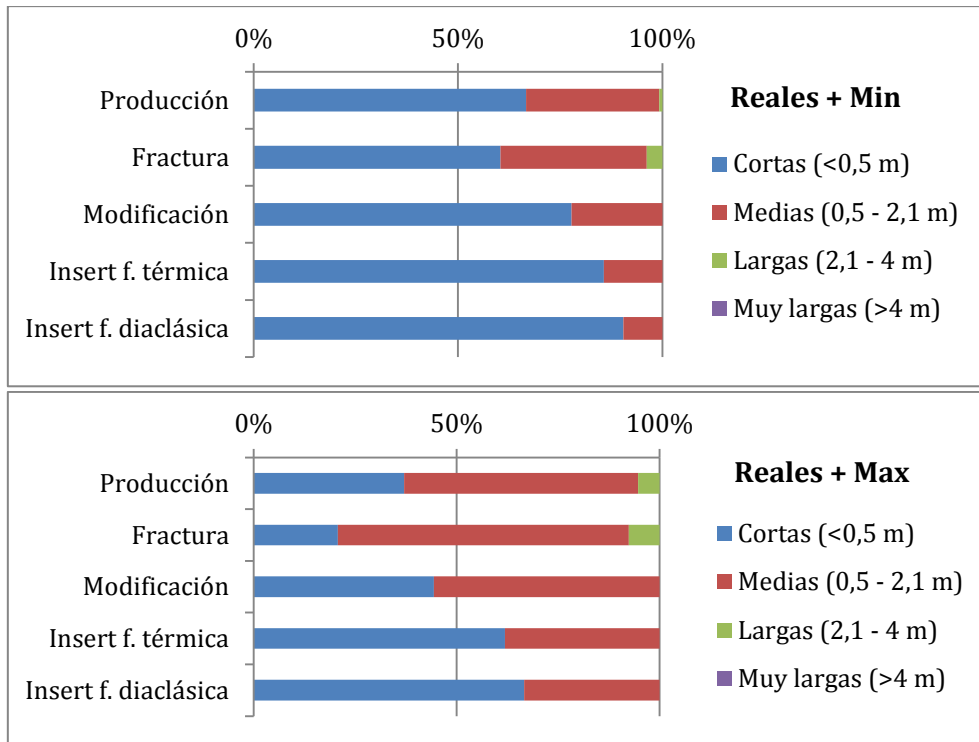 0% 50% 100%
Producción
Fractura
Modificación
Insert f. térmica
Insert f. diaclásica
Reales + Min
Cortas (<0,5 m)
Medias (0,5 - 2,1 m)
Largas (2,1 - 4 m)
Muy largas (>4 m)
0% 50% 100%
Producción
Fractura
Modificación
Insert f. térmica
Insert f. diaclásica
Reales + Max
Cortas (<0,5 m)
Medias (0,5 - 2,1 m)
Largas (2,1 - 4 m)
Muy largas (>4 m)